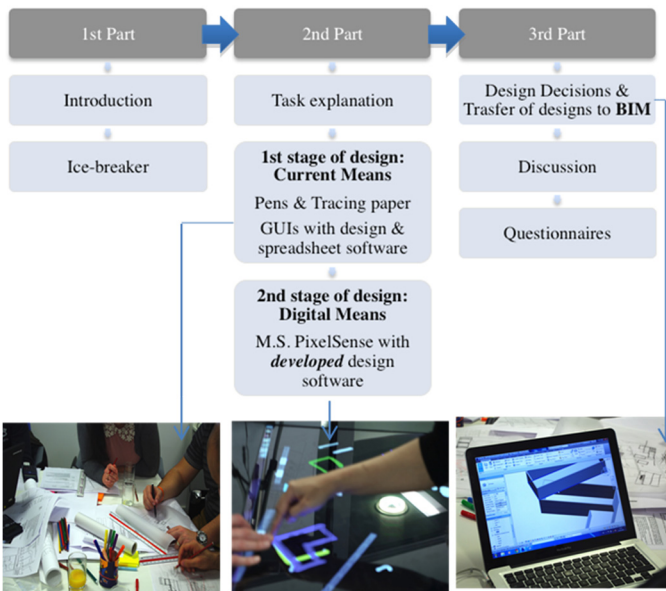 1st Part
2nd Part
3rd Part
Introduction
Ice-breaker
Task explanation
1st stage of design:
Current Means
Pens & Tracing paper
GUIs with design &
spreadsheet software
2nd stage of design:
Digital Means
M.S. PixelSense with
developed design
software
Design Decisions &
Trasfer of designs to BIM
Discussion
Questionnaires